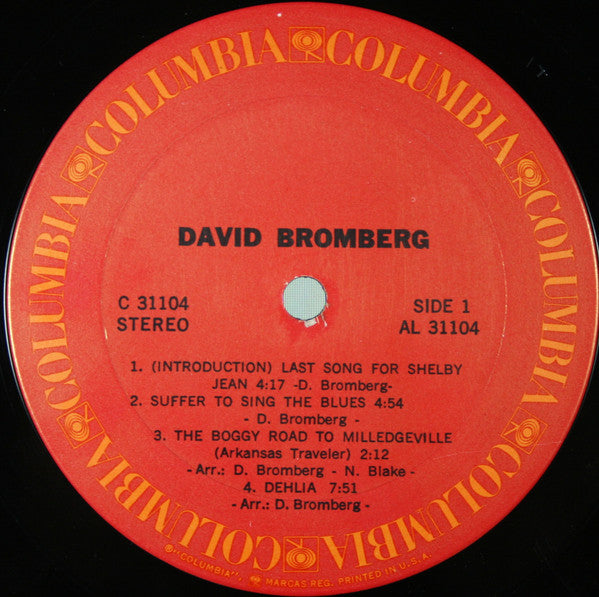 COLUMBIA COLUMBIA COLUMBIA COLUMBIA COLUMBIA COLUMBIA
DAVID BROMBERG
C 31104
STEREO
SIDE 1
AL 31104
1. (INTRODUCTION) LAST SONG FOR SHELBY
JEAN 4:17 -D. Bromberg-
2. SUFFER TO SING THE BLUES 4:54
- D. Bromberg -
3. THE BOGGY ROAD TO MILLEDGEVILLE
(Arkansas Traveler) 2:12
-Arr.: D. Bromberg - N. Blake -
4. DEHLIA 7:51
-Arr.: D. Bromberg -
℗"COLUMBIA", MARCAS REG. PRINTED IN U.S.A.